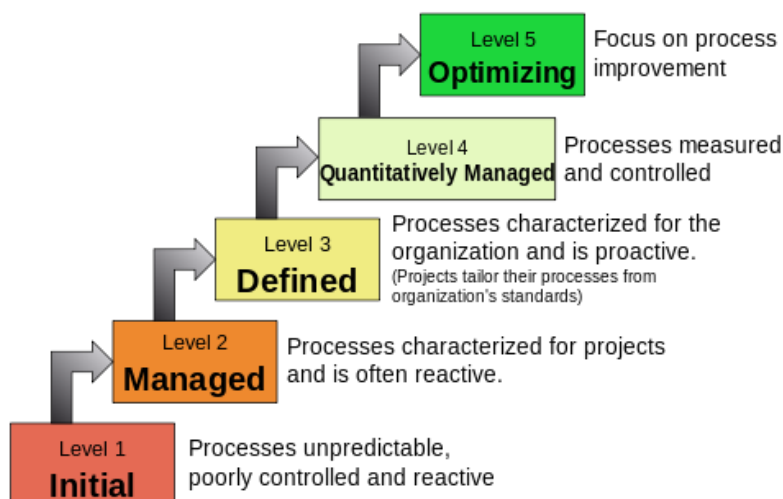 Level 5
Optimizing
Focus on process
improvement
Level 4
Quantitatively Managed
Processes measured
and controlled
Level 3
Defined
Processes characterized for the
organization and is proactive.
(Projects tailor their processes from
organization's standards)
Level 2
Managed
Processes characterized for projects
and is often reactive.
Level 1
Initial
Processes unpredictable,
poorly controlled and reactive